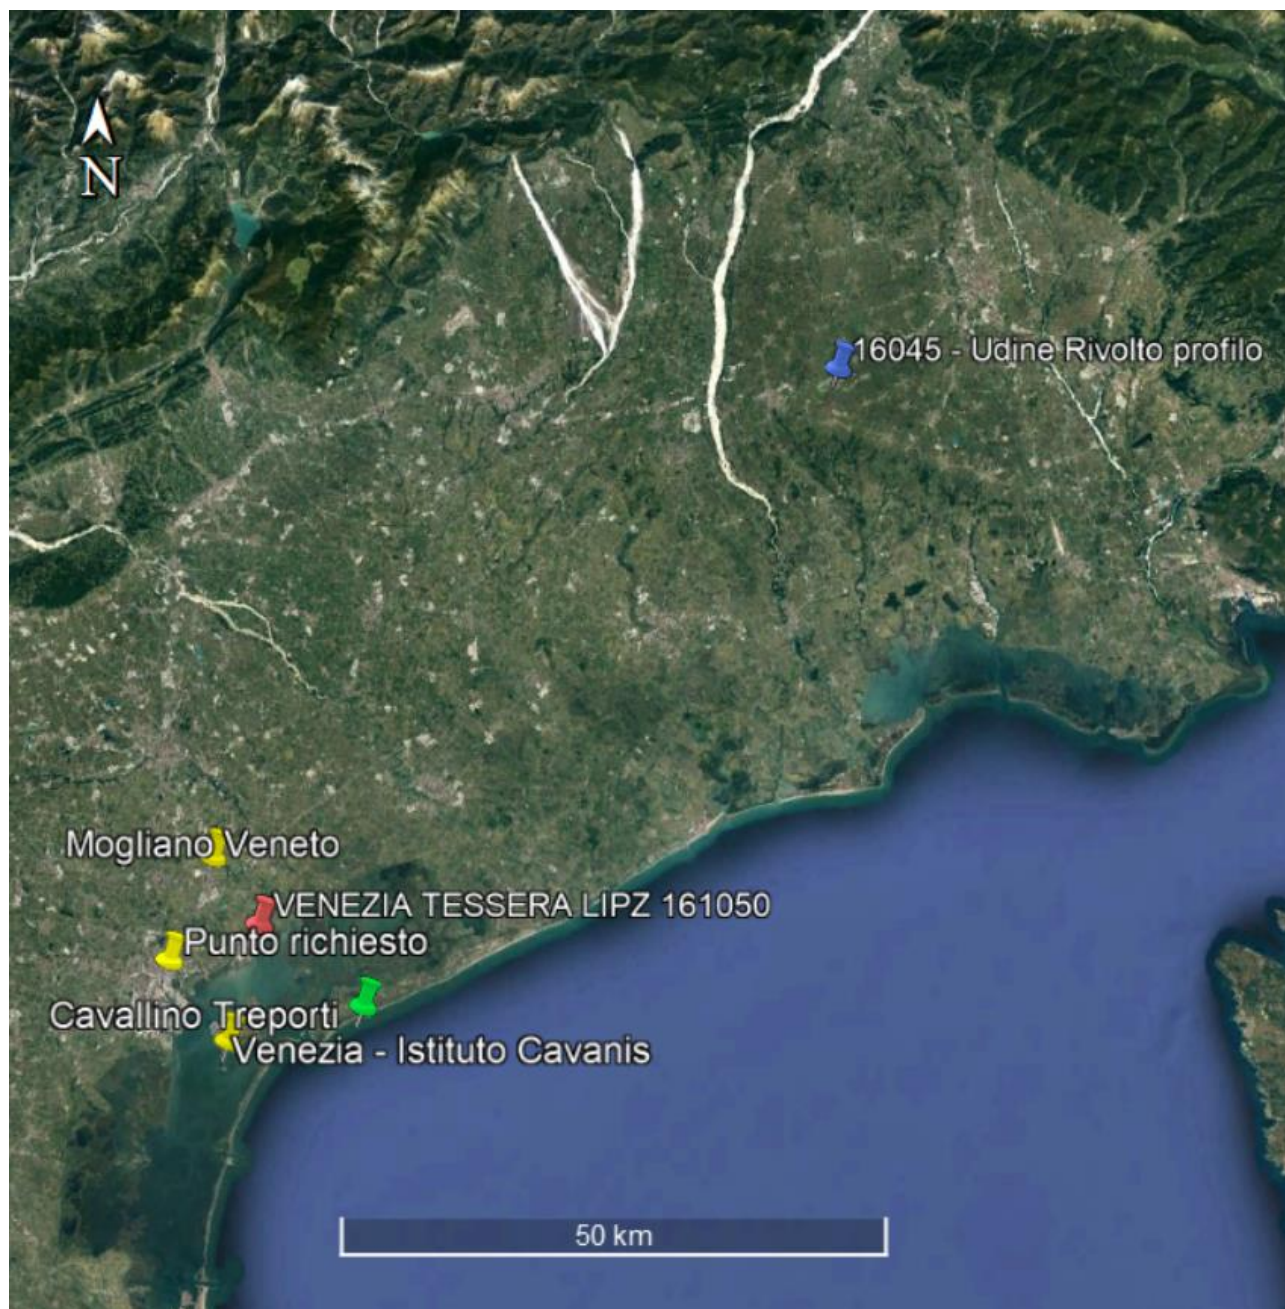 N
16045 - Udine Rivolto profilo
Mogliano Veneto
VENEZIA TESSERA LIPZ 161050
Punto richiesto
Cavallino Treporti
Venezia - Istituto Cavanis
50 km